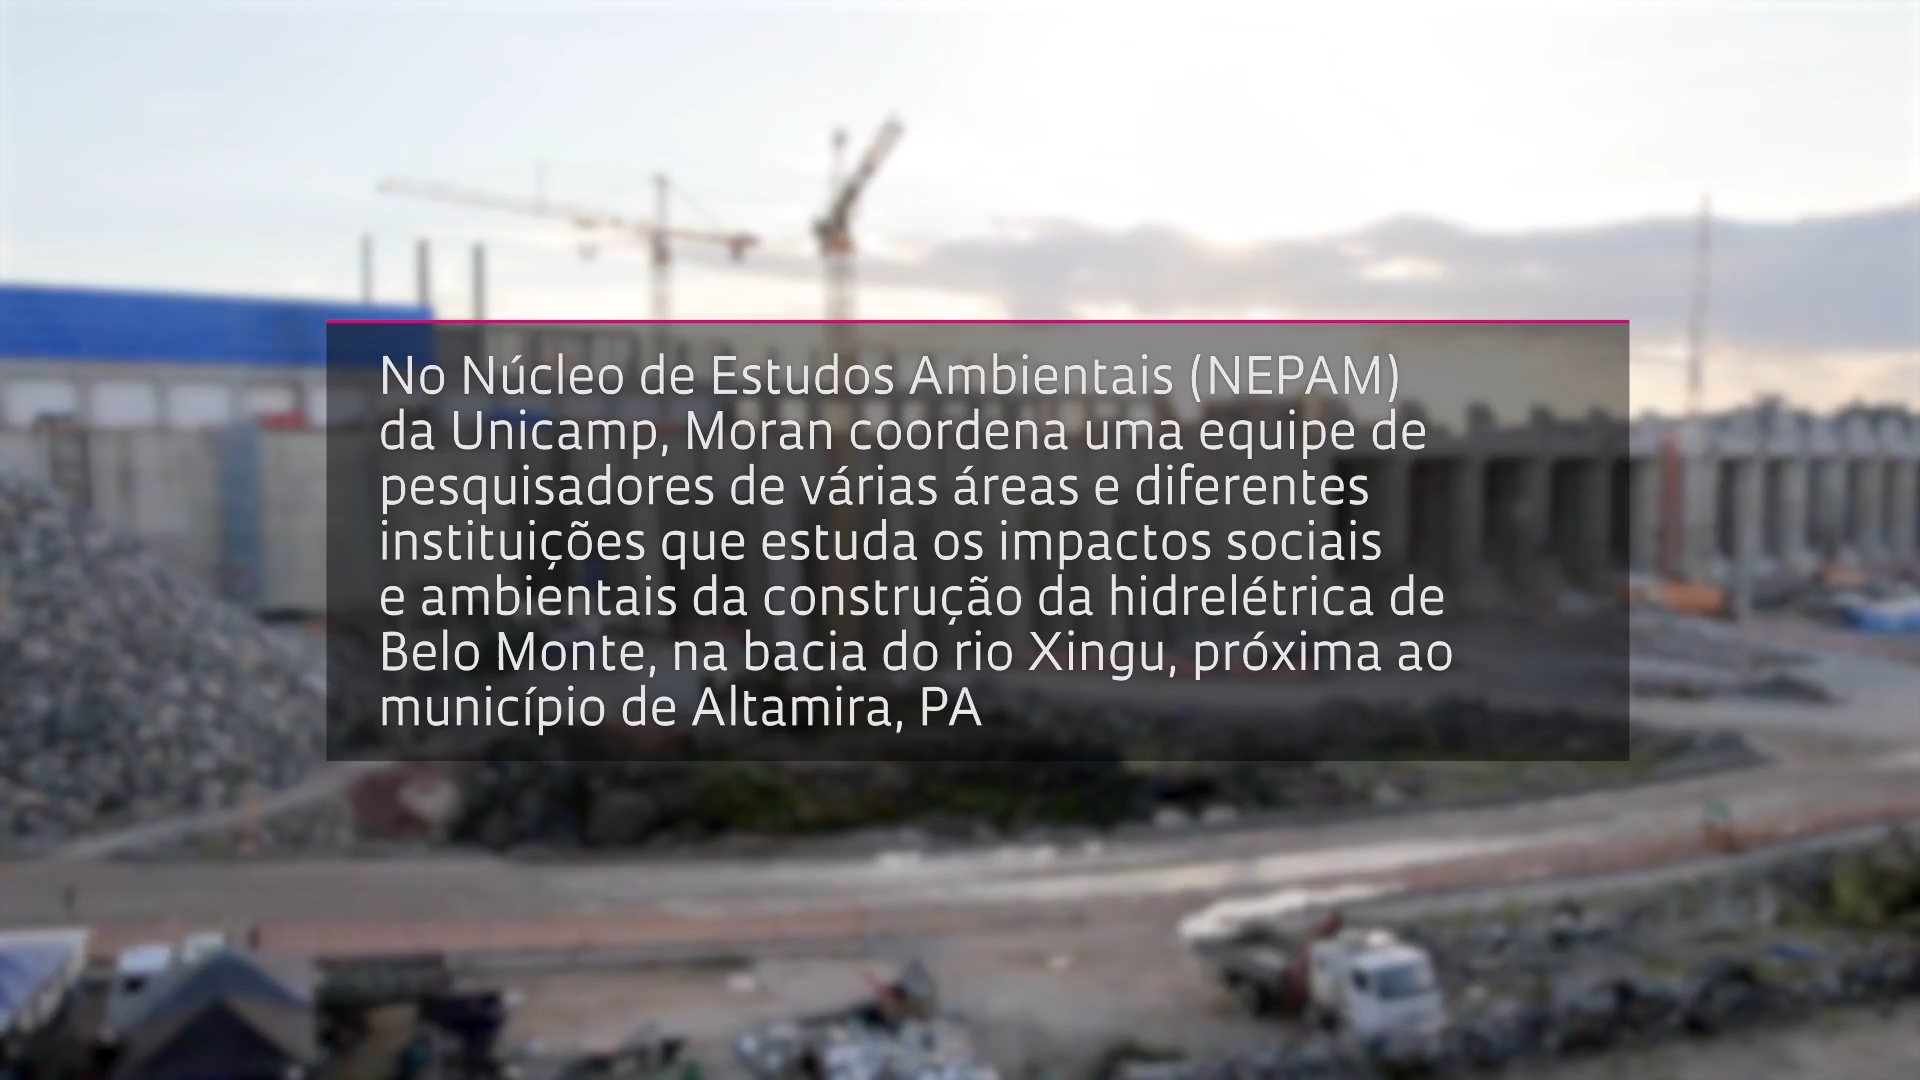 No Núcleo de Estudos Ambientais (NEPAM)
da Unicamp, Moran coordena uma equipe de
pesquisadores de várias áreas e diferentes
instituições que estuda os impactos sociais
e ambientais da construção da hidrelétrica de
Belo Monte, na bacia do rio Xingu, próxima ao
município de Altamira, PA